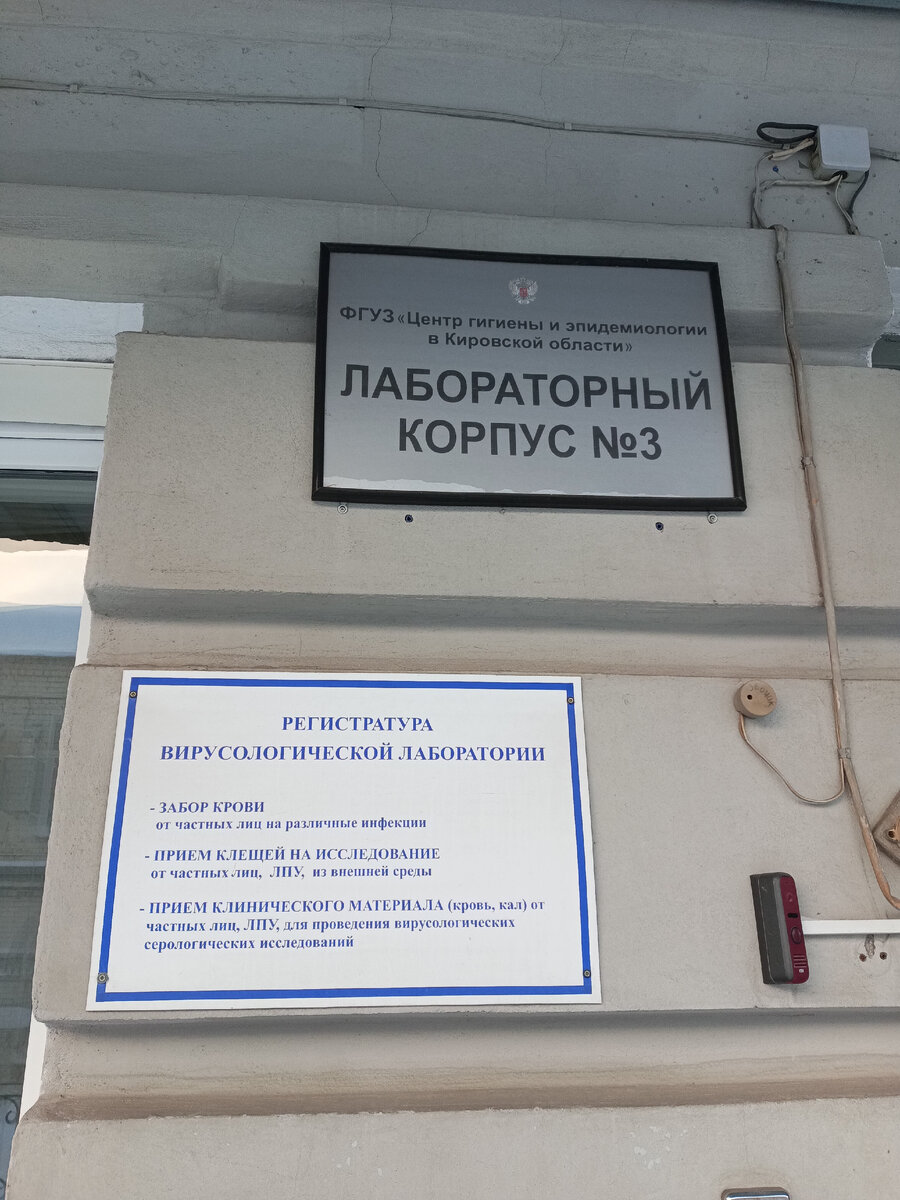 ФГУЗ «Центр гигиены и эпидемиологии
в Кировской области»
ЛАБОРАТОРНЫЙ
КОРПУС №3
РЕГИСТРАТУРА
ВИРУСОЛОГИЧЕСКОЙ ЛАБОРАТОРИИ
- ЗАБОР КРОВИ
от частных лиц на различные инфекции
- ПРИЕМ КЛЕЩЕЙ НА ИССЛЕДОВАНИЕ
от частных лиц, ЛПУ, из внешней среды
- ПРИЕМ КЛИНИЧЕСКОГО МАТЕРИАЛА (кровь, кал) от
частных лиц, ЛПУ, для проведения вирусологических
серологических исследований